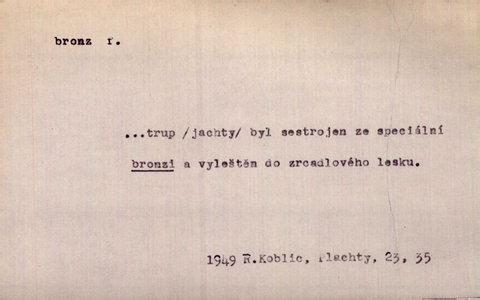 bronz f.
...trup /jachty/ byl sestrojen ze speciální
bronzi a vyleštěn do zrcadlového lesku.
1949 R.Koblic, Plachty, 23, 35